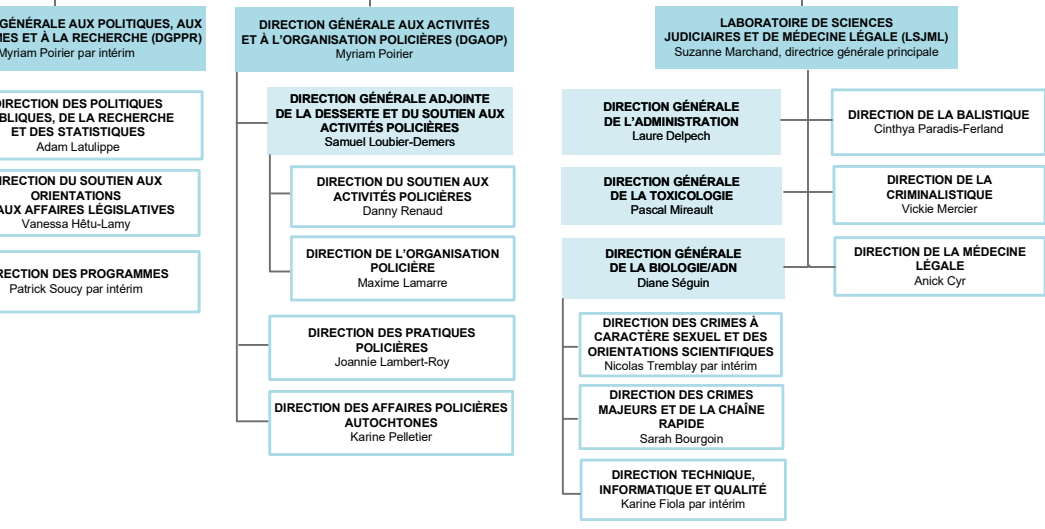 GÉNÉRALE AUX POLITIQUES, AUX
ET À LA RECHERCHE (DGPPR)
Myriam Poirier par intérim
DIRECTION DES POLITIQUES
DE LA RECHERCHE
ET DES STATISTIQUES
Adam Latulippe
DIRECTION DU SOUTIEN AUX
ORIENTATIONS
AUX AFFAIRES LÉGISLATIVES
Vanessa Hêtu-Lamy
DIRECTION DES PROGRAMMES
Patrick Soucy par intérim
DIRECTION GÉNÉRALE AUX ACTIVITÉS
ET À L'ORGANISATION POLICIÈRES (DGAOP)
Myriam Poirier
DIRECTION GÉNÉRALE ADJOINTE
DE LA DESSERTE ET DU SOUTIEN AUX
ACTIVITÉS POLICIÈRES
Samuel Loubier-Demers
DIRECTION DU SOUTIEN AUX
ACTIVITÉS POLICIÈRES
Danny Renaud
DIRECTION DE L'ORGANISATION
POLICIÈRE
Maxime Lamarre
DIRECTION DES PRATIQUES
POLICIÈRES
Joannie Lambert-Roy
DIRECTION DES AFFAIRES POLICIÈRES
AUTOCHTONES
Karine Pelletier
LABORATOIRE DE SCIENCES
JUDICIAIRES ET DE MÉDECINE LÉGALE (LSJML)
Suzanne Marchand, directrice générale principale
DIRECTION GÉNÉRALE
DE L'ADMINISTRATION
Laure Delpech
DIRECTION GÉNÉRALE
DE LA TOXICOLOGIE
Pascal Mireault
DIRECTION GÉNÉRALE
DE LA BIOLOGIE/ADN
Diane Séguin
DIRECTION DES CRIMES À
CARACTÈRE SEXUEL ET DES
ORIENTATIONS SCIENTIFIQUES
Nicolas Tremblay par intérim
DIRECTION DES CRIMES
MAJEURS ET DE LA CHAÎNE
RAPIDE
Sarah Bourgoin
DIRECTION TECHNIQUE,
INFORMATIQUE ET QUALITÉ
Karine Fiola par intérim
DIRECTION DE LA BALISTIQUE
Cinthya Paradis-Ferland
DIRECTION DE LA
CRIMINALISTIQUE
Vickie Mercier
DIRECTION DE LA MÉDECINE
LÉGALE
Anick Cyr